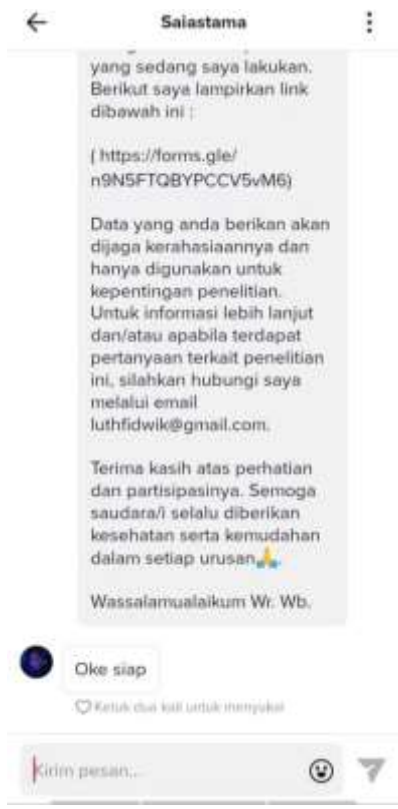 Saiastama
yang sedang saya lakukan.
Berikut saya lampirkan link
dibawah ini :
( https://forms.gle/
n9N5FTQBYPCCV5vM6)
Data yang anda berikan akan
dijaga kerahasiaannya dan
hanya digunakan untuk
kepentingan penelitian.
Untuk informasi lebih lanjut
dan/atau apabila terdapat
pertanyaan terkait penelitian
ini, silahkan hubungi saya
melalui email
luthfidwik@gmail.com.
Terima kasih atas perhatian
dan partisipasinya. Semoga
saudara/i selalu diberikan
kesehatan serta kemudahan
dalam setiap urusan🙏.
Wassalamualaikum Wr. Wb.
Oke siap
Ketuk dua kali untuk menyukai
Kirim pesan...